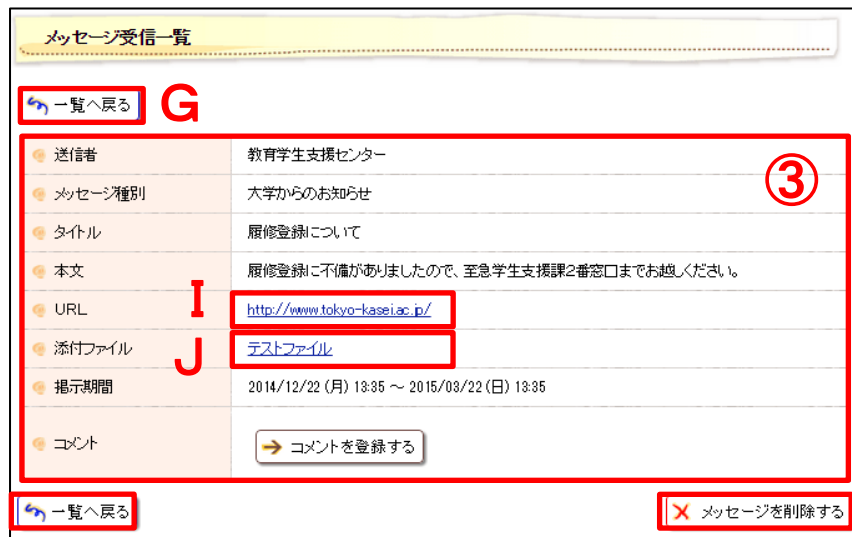 メッセージ受信一覧
一覧へ戻る G
③
送信者 教育学生支援センター
メッセージ種別 大学からのお知らせ
タイトル 履修登録について
本文 履修登録に不備がありましたので、至急学生支援課2番窓口までお越しください。
I
URL http://www.tokyo-kasei.ac.jp/
J
添付ファイル テストファイル
掲示期間 2014/12/22 (月) 13:35 ～ 2015/03/22 (日) 13:35
コメント コメントを登録する
一覧へ戻る メッセージを削除する